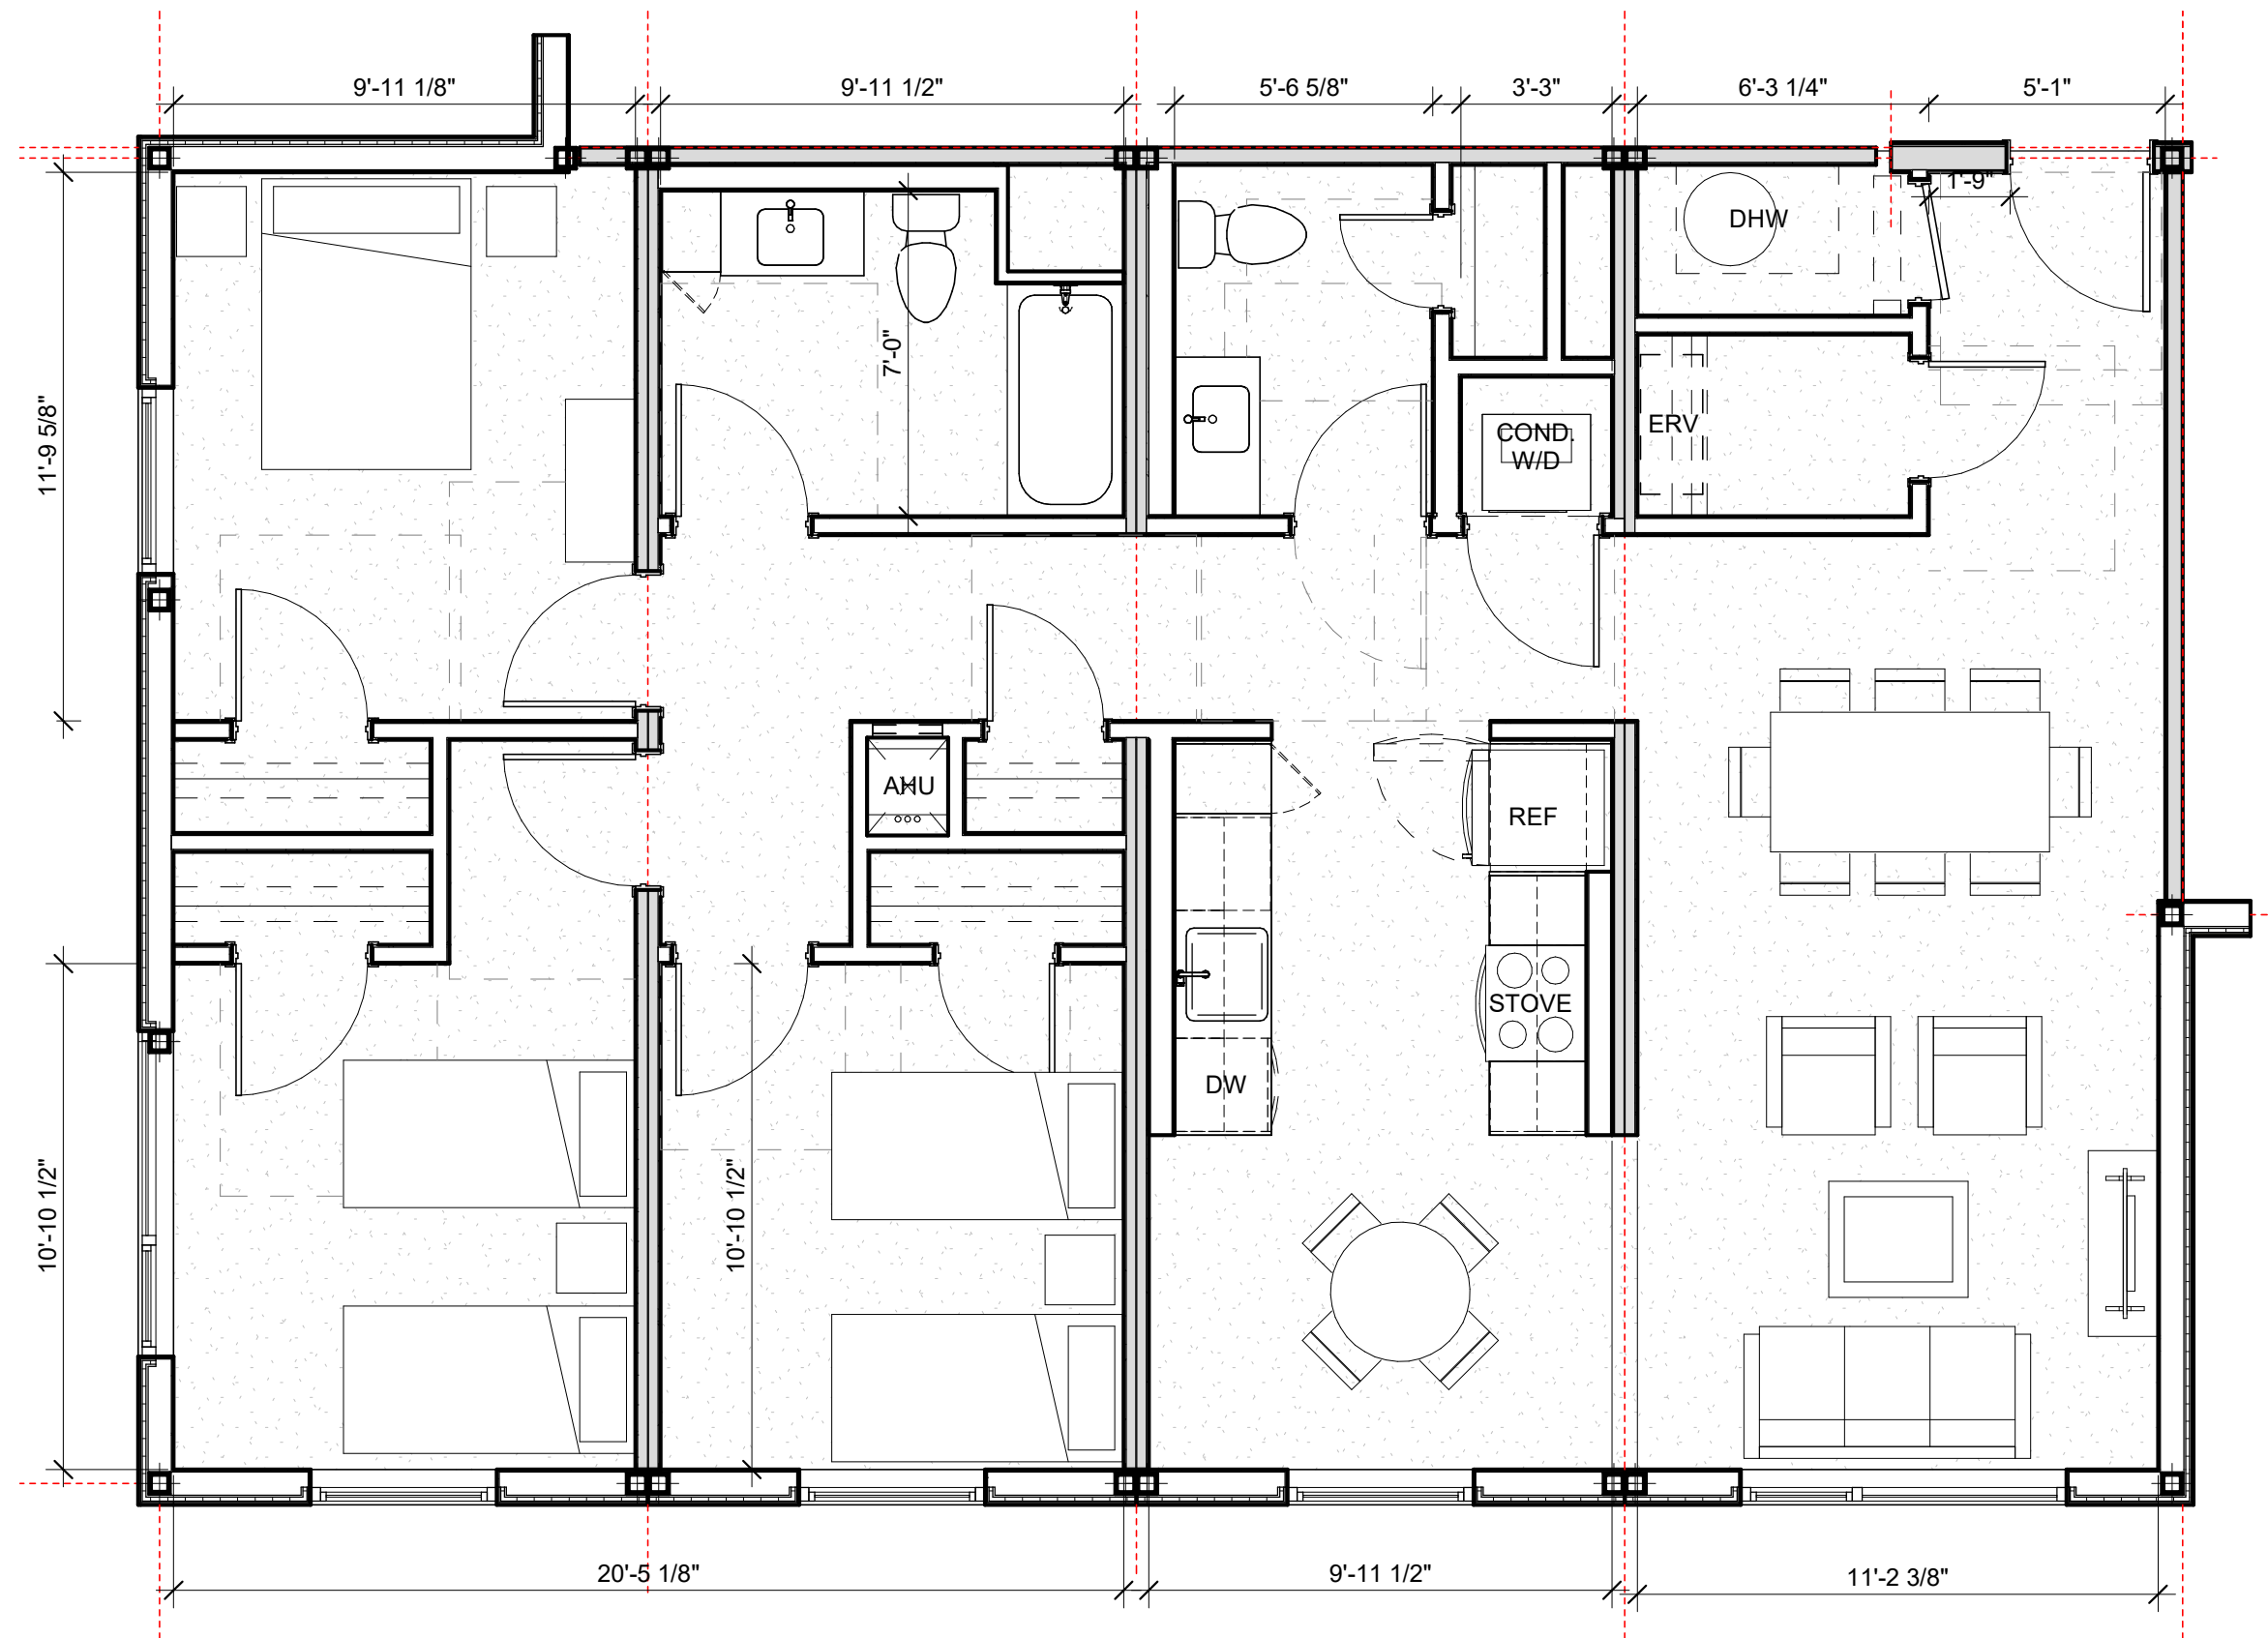 9'-11 1/8"
9'-11 1/2"
5'-6 5/8"
3'-3"
6'-3 1/4"
5'-1"
1'-9"
DHW
7'-0"
11'-9 5/8"
ERV
COND.
W/D
AHU
REF
STOVE
DW
10'-10 1/2"
10'-10 1/2"
20'-5 1/8"
9'-11 1/2"
11'-2 3/8"